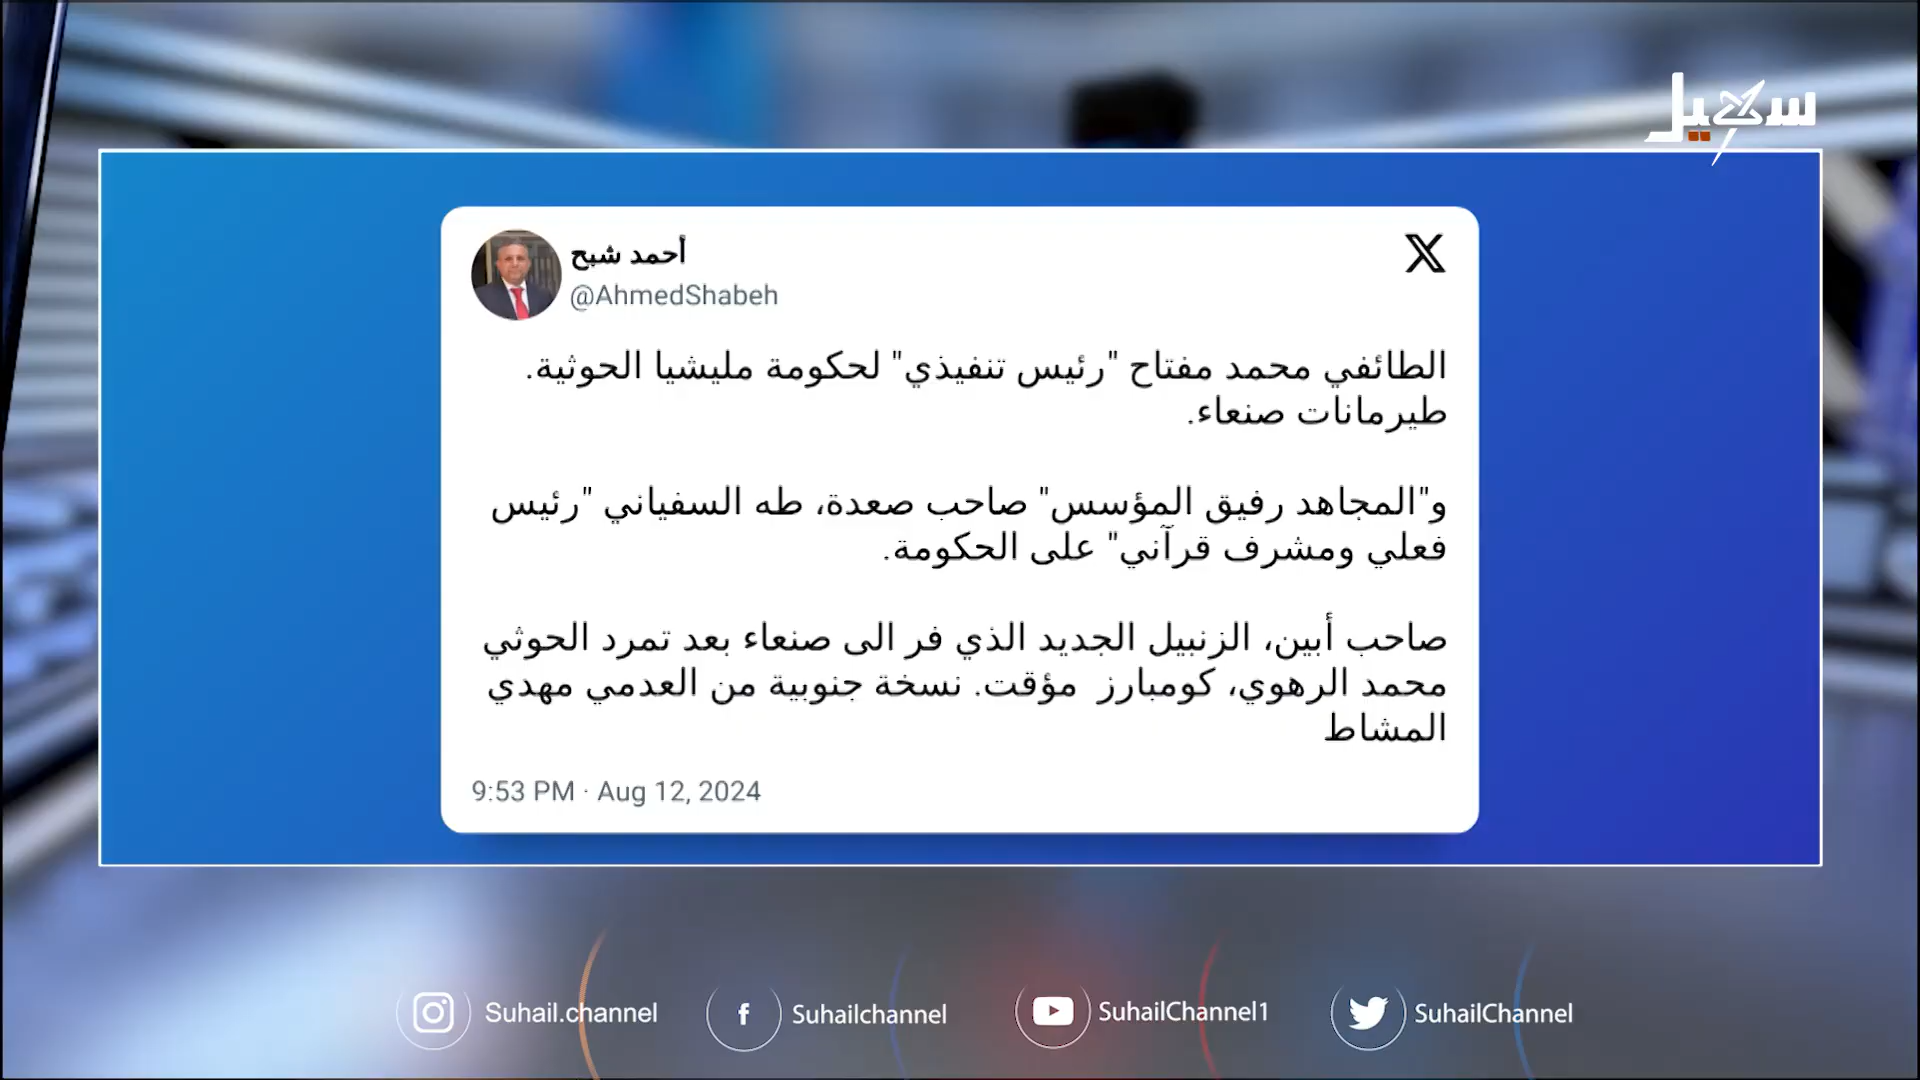 سهيل
أحمد شبح
@AhmedShabeh
الطائفي محمد مفتاح "رئيس تنفيذي" لحكومة مليشيا الحوثية.
طيرمانات صنعاء.
و"المجاهد رفيق المؤسس" صاحب صعدة، طه السفياني "رئيس
فعلي ومشرف قرآني" على الحكومة.
صاحب أبين، الزنبيل الجديد الذي فر الى صنعاء بعد تمرد الحوثي
محمد الرهوي، كومبارز  مؤقت. نسخة جنوبية من العدمي مهدي
المشاط
9:53 PM · Aug 12, 2024
Suhail.channel
Suhailchannel
SuhailChannel1
SuhailChannel